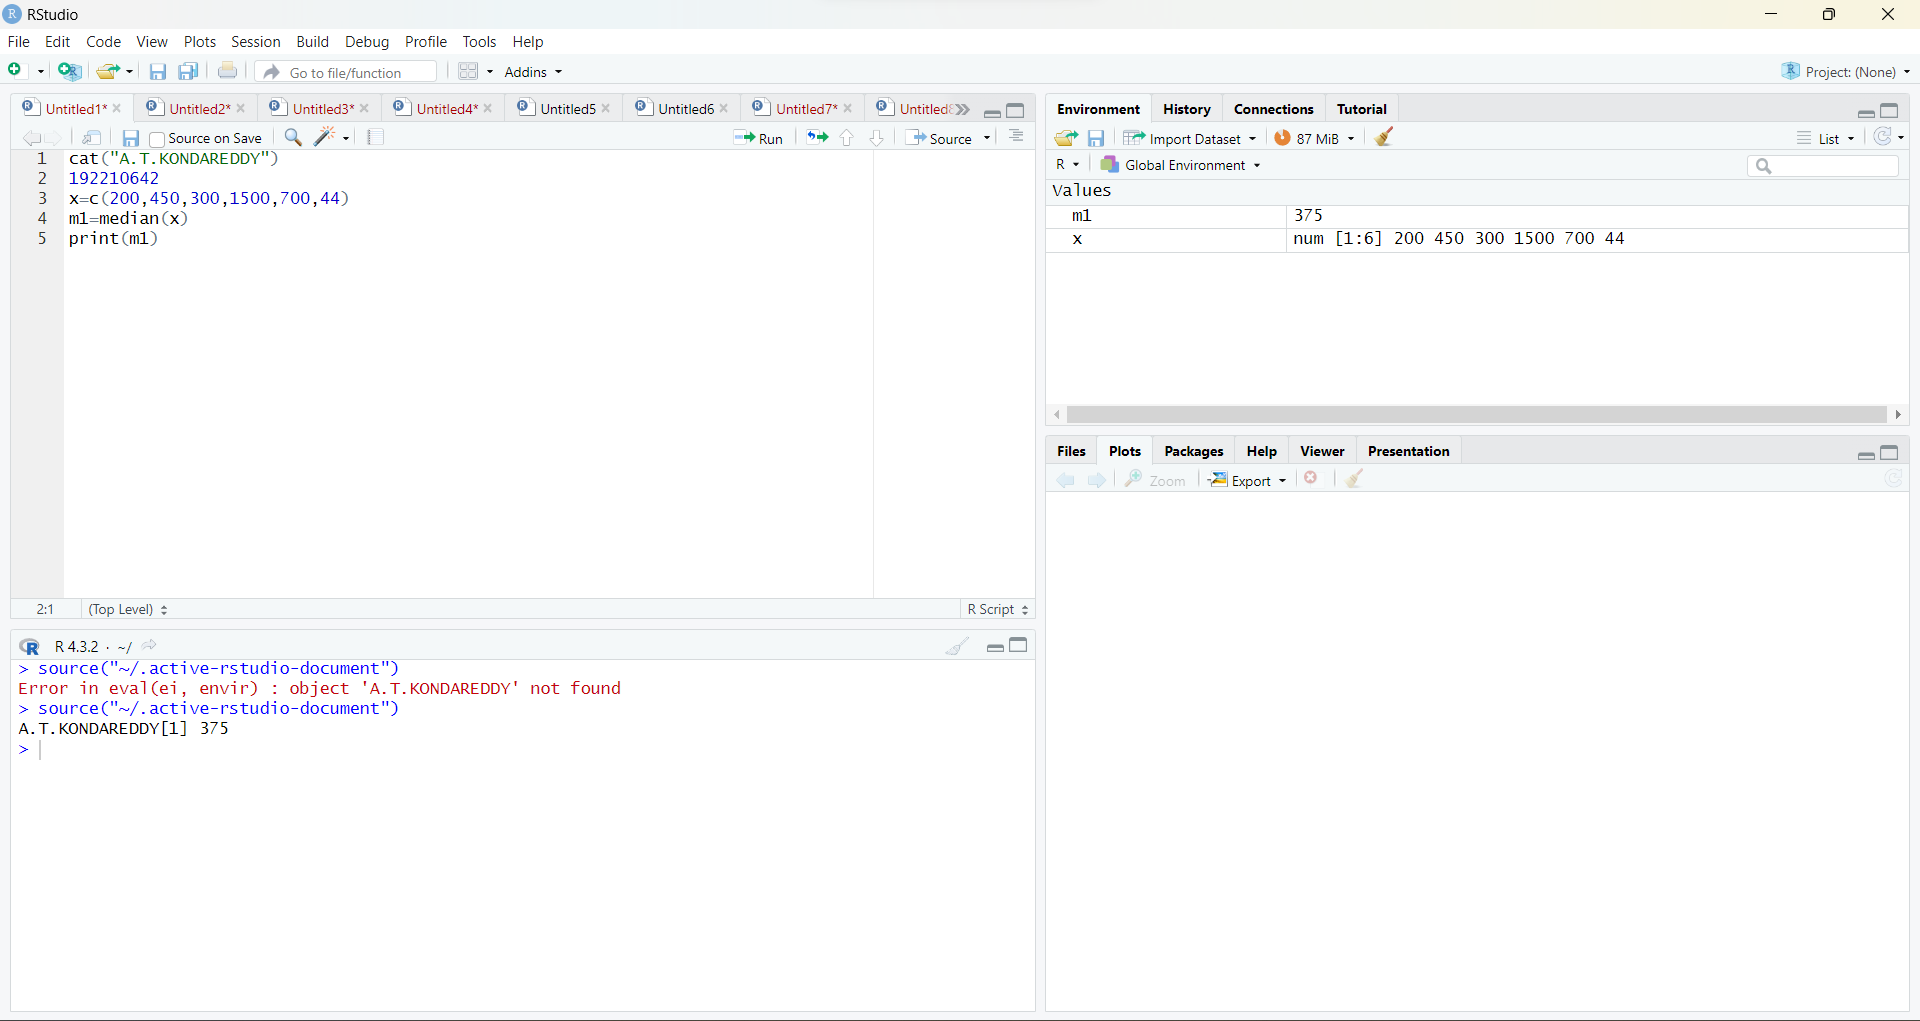 RStudio
File Edit Code View Plots Session Build Debug Profile Tools Help
Go to file/function Addins Project: (None)
Untitled1* Untitled2* Untitled3* Untitled4* Untitled5 Untitled6 Untitled7* Untitled8
Source on Save Run Source
1 cat("A.T.KONDAREDDY")
2 192210642
3 x=c(200,450,300,1500,700,44)
4 m1=median(x)
5 print(m1)
2:1 (Top Level) R Script
R 4.3.2 · ~/
> source("~/.active-rstudio-document")
Error in eval(ei, envir) : object 'A.T.KONDAREDDY' not found
> source("~/.active-rstudio-document")
A.T.KONDAREDDY[1] 375
>
Environment History Connections Tutorial
Import Dataset 87 MiB List
R Global Environment
Values
m1 375
x num [1:6] 200 450 300 1500 700 44
Files Plots Packages Help Viewer Presentation
Zoom Export